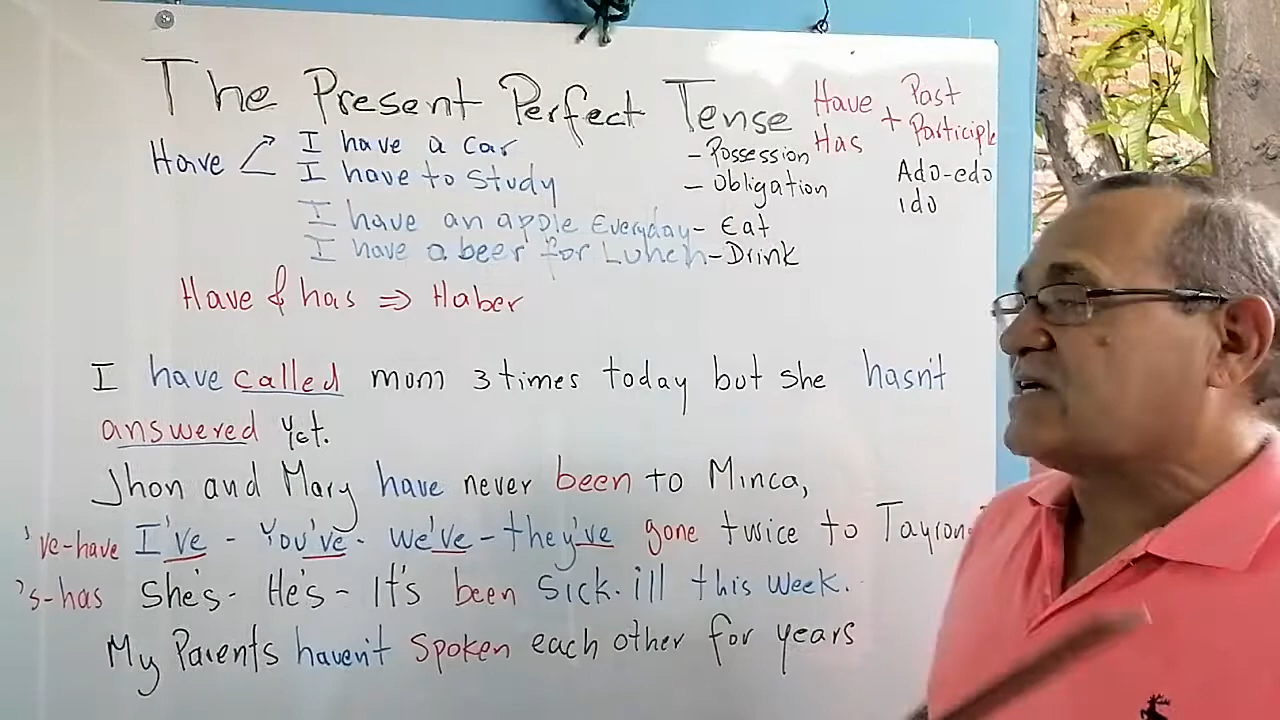 The Present Perfect Tense Have Has + Past Participle
Have I have a car - Possession
I have to study - Obligation Ado-edo
ido
I have an apple Everyday - Eat
I have a beer for Lunch - Drink
Have & has ⇒ Haber
I have called mom 3 times today but she hasn't
answered yet.
Jhon and Mary have never been to Minca,
've-have I've - You've - we've - they've gone twice to Tayron
's-has she's - He's - It's been sick. ill this week.
My Parents haven't spoken each other for years